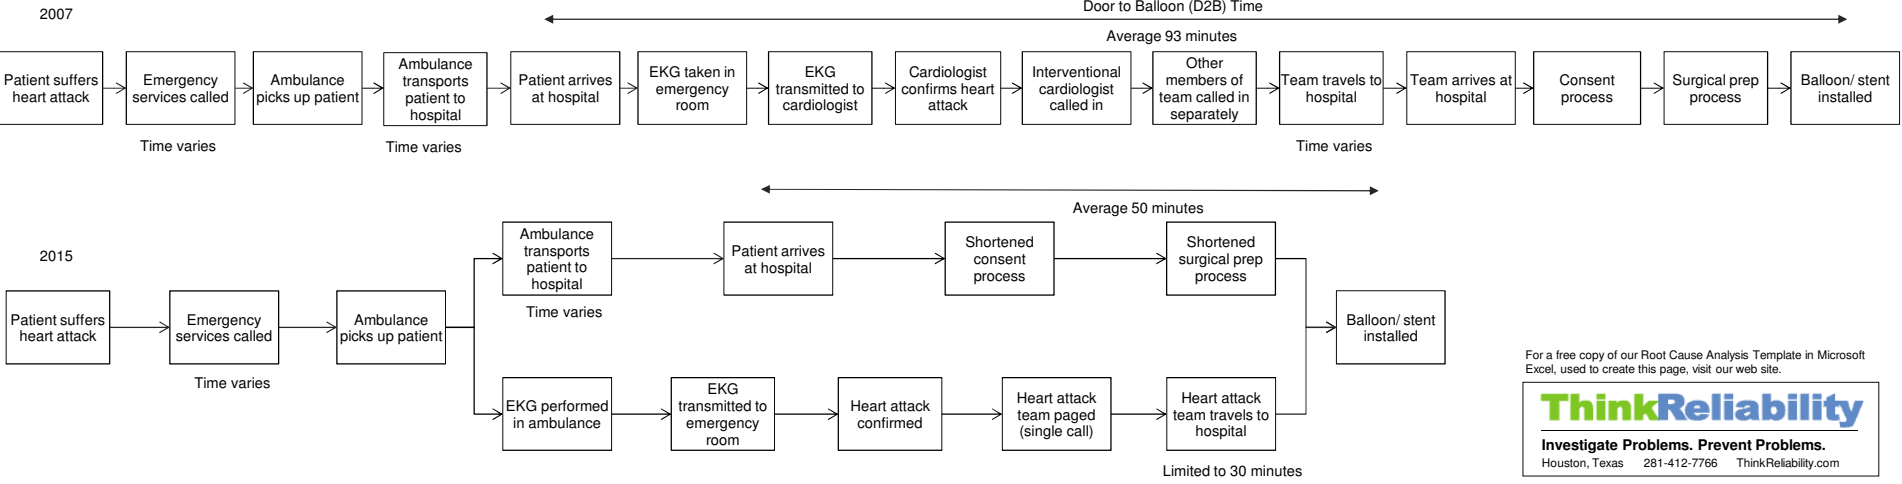 2007
Door to Balloon (D2B) Time
Average 93 minutes
Patient suffers
heart attack
Emergency
services called
Ambulance
picks up patient
Ambulance
transports
patient to
hospital
Patient arrives
at hospital
EKG taken in
emergency
room
EKG
transmitted to
cardiologist
Cardiologist
confirms heart
attack
Interventional
cardiologist
called in
Other
members of
team called in
separately
Team travels to
hospital
Team arrives at
hospital
Consent
process
Surgical prep
process
Balloon/ stent
installed
Time varies
Time varies
Time varies
Average 50 minutes
2015
Patient suffers
heart attack
Emergency
services called
Time varies
Ambulance
picks up patient
Ambulance
transports
patient to
hospital
Time varies
Patient arrives
at hospital
Shortened
consent
process
Shortened
surgical prep
process
EKG performed
in ambulance
EKG
transmitted to
emergency
room
Heart attack
confirmed
Heart attack
team paged
(single call)
Heart attack
team travels to
hospital
Limited to 30 minutes
Balloon/ stent
installed
For a free copy of our Root Cause Analysis Template in Microsoft
Excel, used to create this page, visit our web site.
ThinkReliability
Investigate Problems. Prevent Problems.
Houston, Texas 281-412-7766 ThinkReliability.com